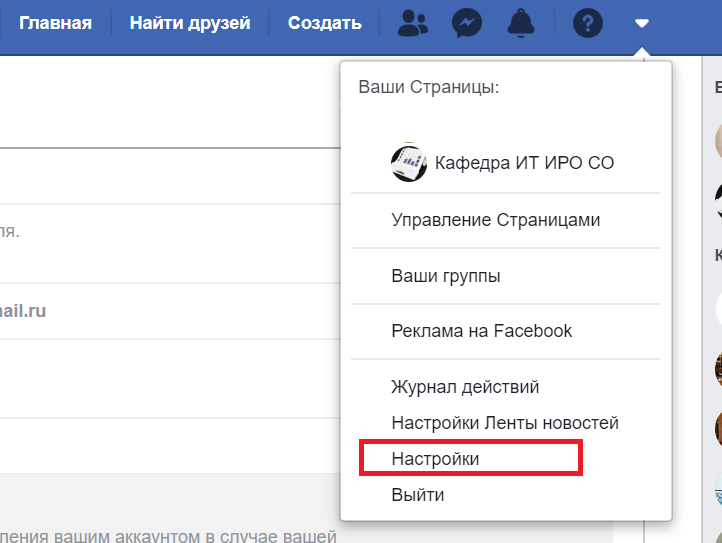 Главная Найти друзей Создать
Ваши Страницы:
Кафедра ИТ ИРО СО
Управление Страницами
Ваши группы
Реклама на Facebook
Журнал действий
Настройки Ленты новостей
Настройки
Выйти
ля.
ail.ru
ления вашим аккаунтом в случае вашей